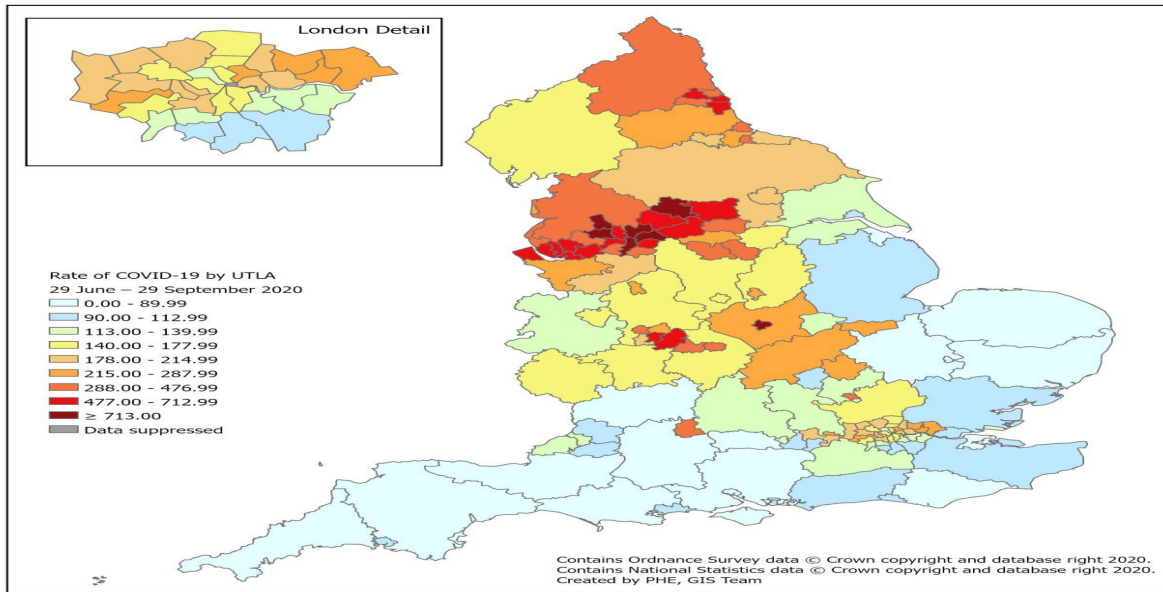 London Detail
Rate of COVID-19 by UTLA
29 June – 29 September 2020
0.00 - 89.99
90.00 - 112.99
113.00 - 139.99
140.00 - 177.99
178.00 - 214.99
215.00 - 287.99
288.00 - 476.99
477.00 - 712.99
≥ 713.00
Data suppressed
Contains Ordnance Survey data © Crown copyright and database right 2020.
Contains National Statistics data © Crown copyright and database right 2020.
Created by PHE, GIS Team